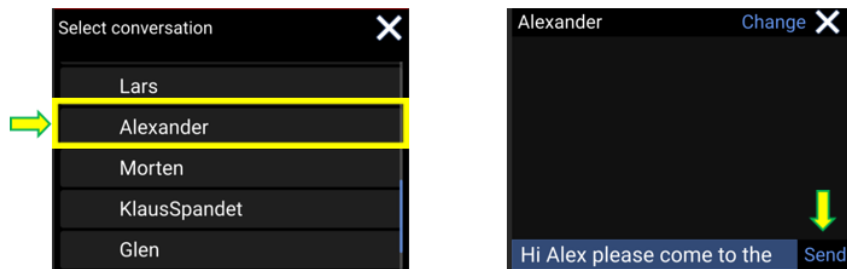 Select conversation
Lars
Alexander
Morten
KlausSpandet
Glen
Alexander Change
Hi Alex please come to the Send